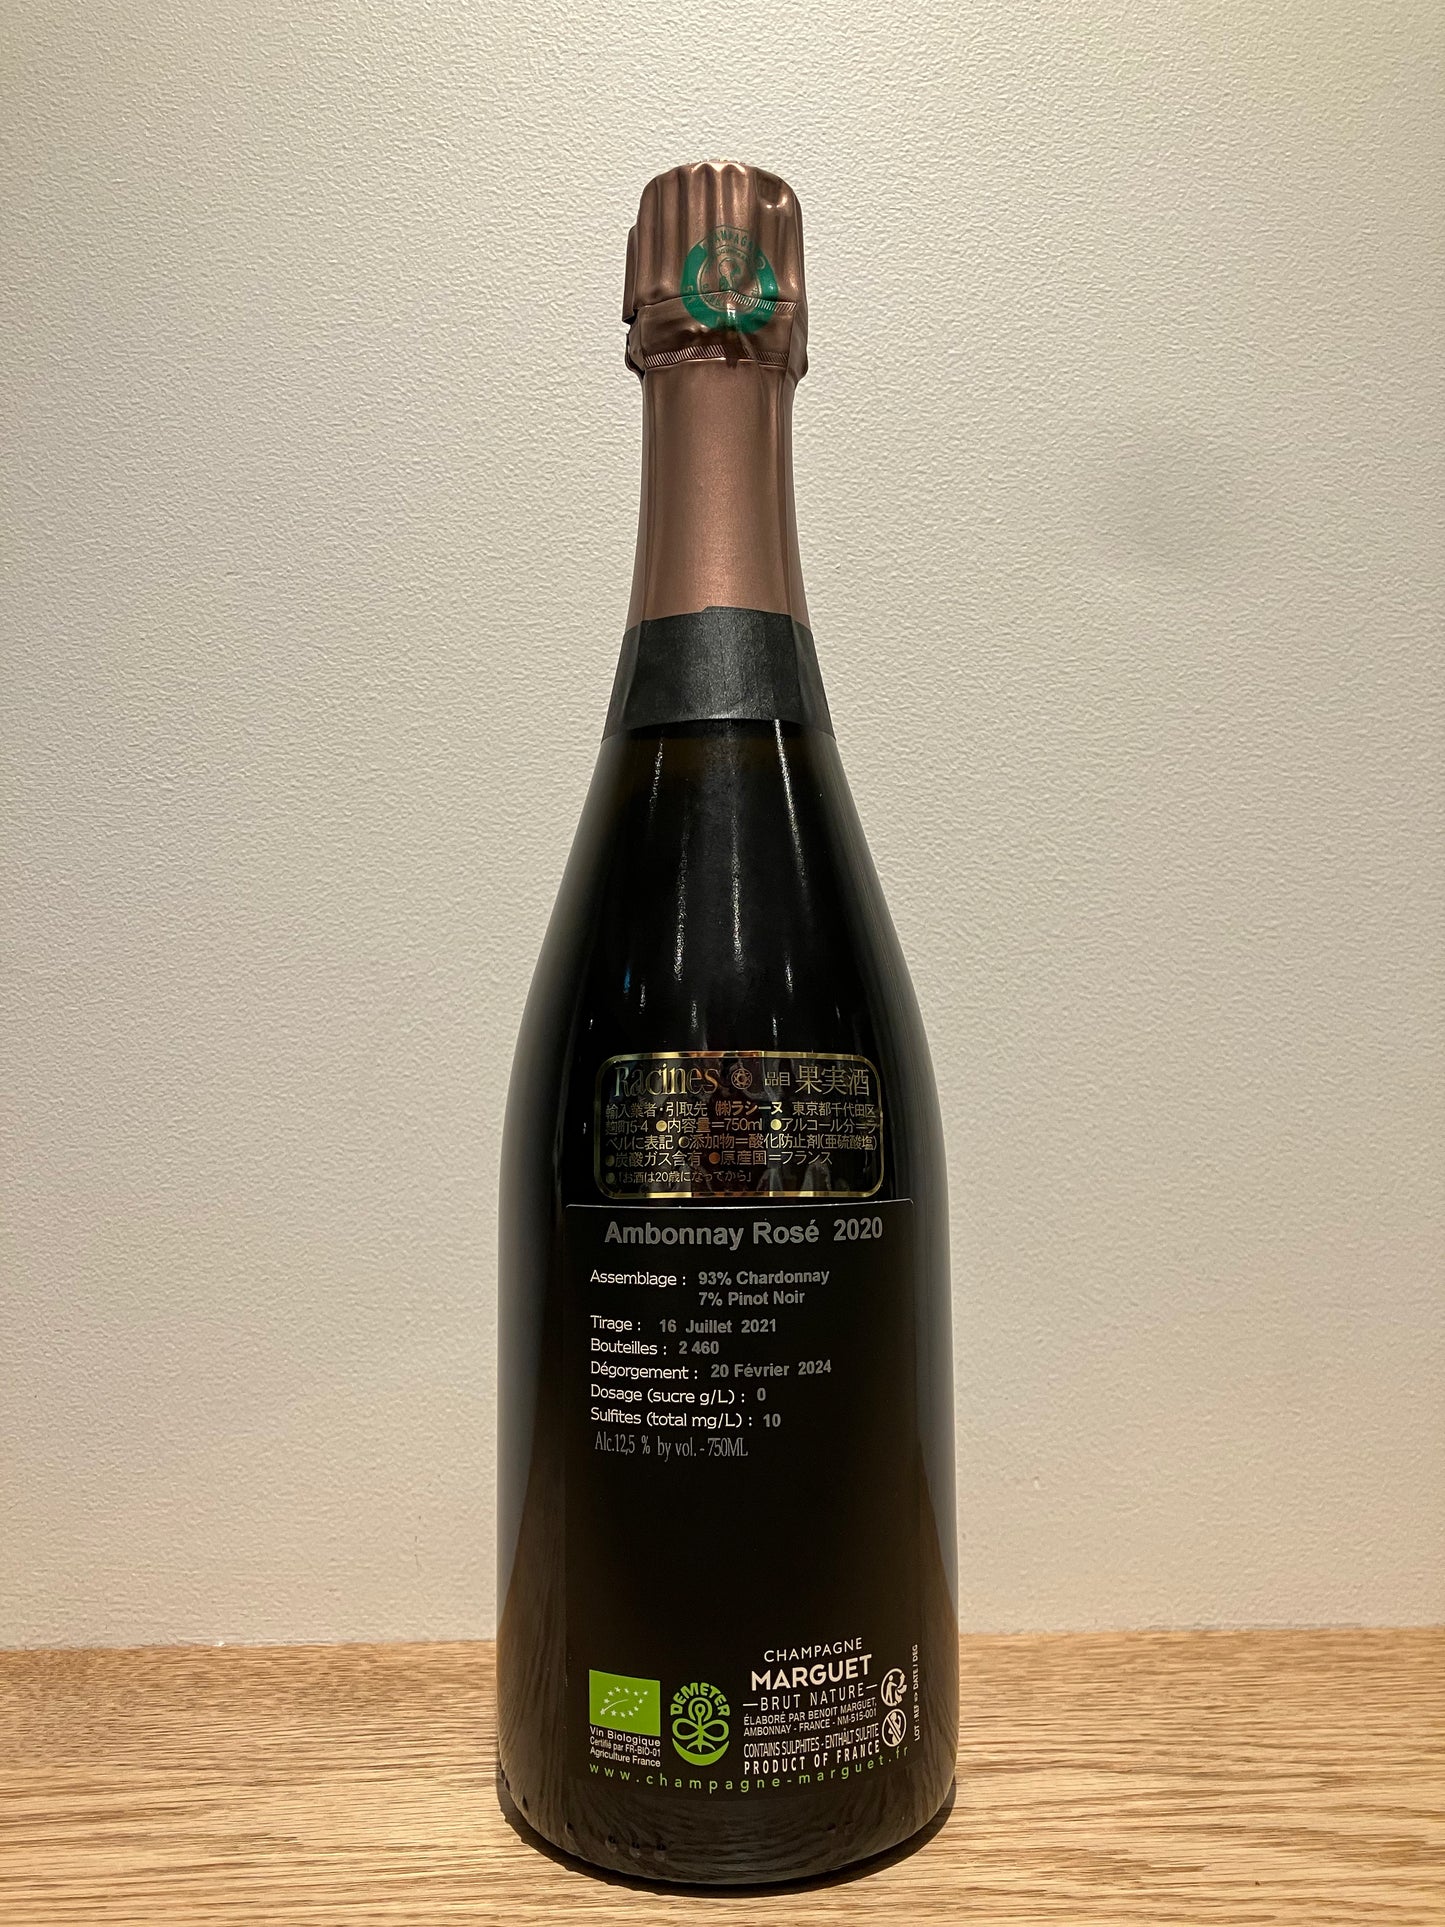 CHAMPAGNE
Racines 品目 果実酒
輸入業者・引取先 (株)ラシーヌ 東京都千代田区
麹町5-4 ●内容量=750ml ●アルコール分=ラ
ベルに表記 ●添加物=酸化防止剤(亜硫酸塩)
●炭酸ガス含有 ●原産国=フランス
●「お酒は20歳になってから」
Ambonnay Rosé 2020
Assemblage : 93% Chardonnay
7% Pinot Noir
Tirage : 16 Juillet 2021
Bouteilles : 2 460
Dégorgement : 20 Février 2024
Dosage (sucre g/L) : 0
Sulfites (total mg/L) : 10
Alc.12,5 % by vol. - 750ML
Vin Biologique
Certifié par FR-BIO-01
Agriculture France
DEMETER
CHAMPAGNE
MARGUET
BRUT NATURE
ÉLABORÉ PAR BENOIT MARGUET,
AMBONNAY - FRANCE - NM-515-001
CONTAINS SULPHITES - ENTHÄLT SULFITE
PRODUCT OF FRANCE
LOT : REF => DATE / DEG
www.champagne-marguet.fr